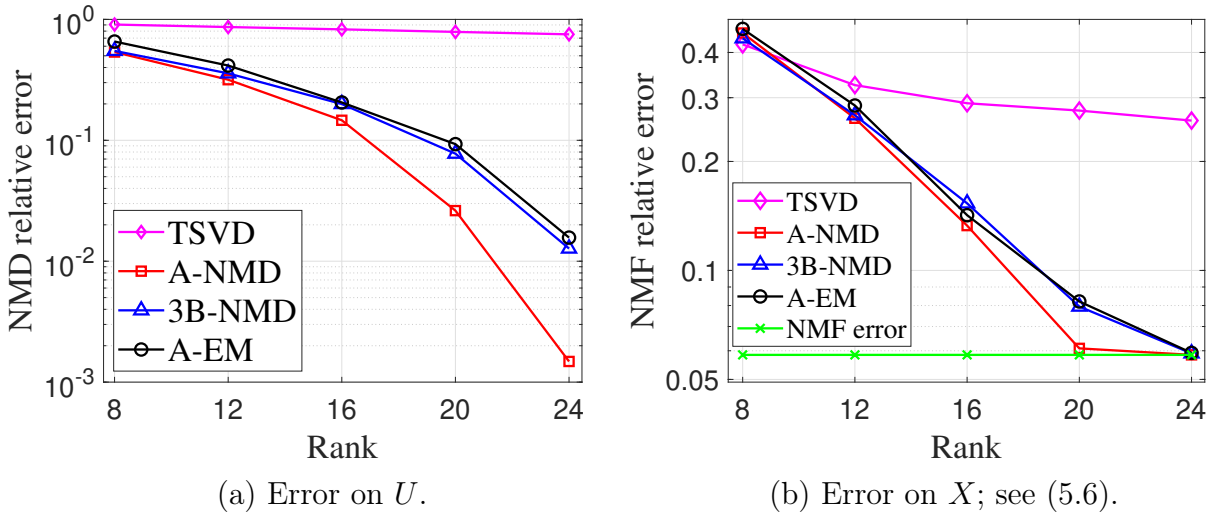 10^0
10^-1
10^-2
10^-3
NMD relative error
TSVD
A-NMD
3B-NMD
A-EM
8 12 16 20 24
Rank
(a) Error on U.
0.4
0.3
0.2
0.1
0.05
NMF relative error
TSVD
A-NMD
3B-NMD
A-EM
NMF error
8 12 16 20 24
Rank
(b) Error on X; see (5.6).